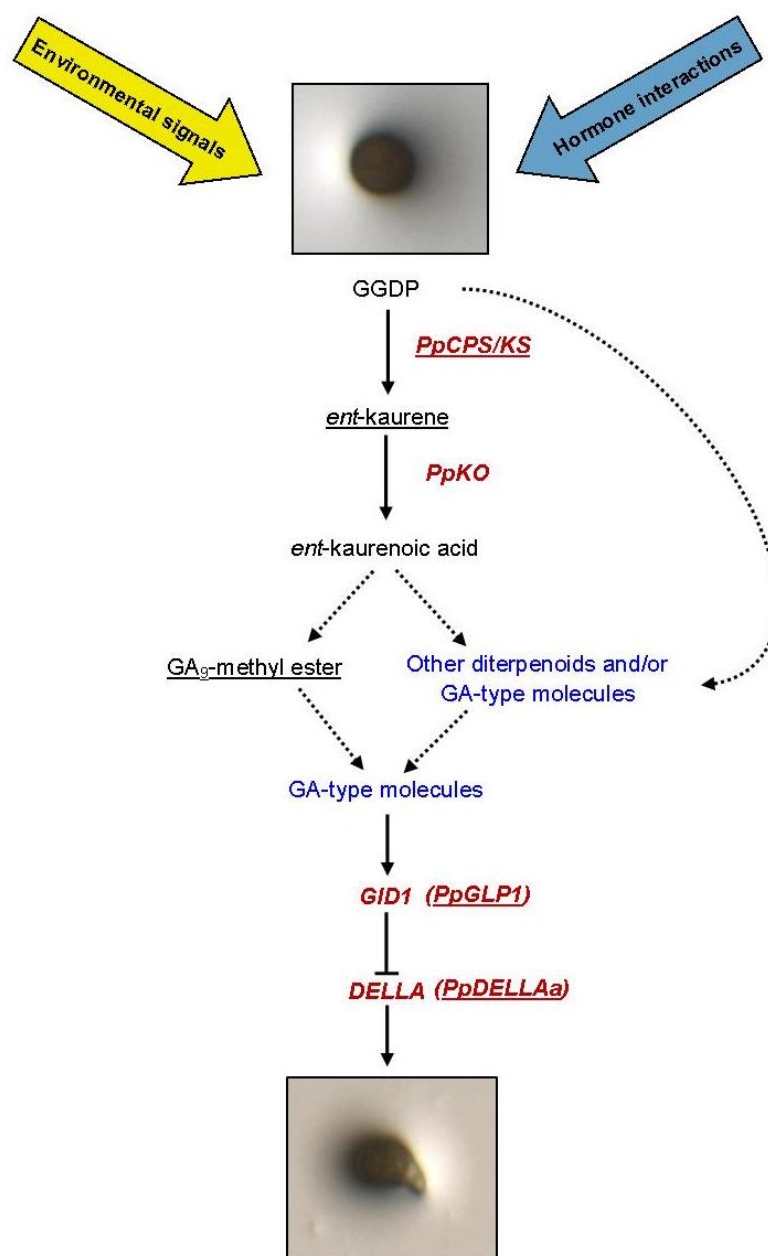 Environmental signals
Hormone interactions
GGDP
PpCPS/KS
ent-kaurene
PpKO
ent-kaurenoic acid
GA₉-methyl ester
Other diterpenoids and/or
GA-type molecules
GA-type molecules
GID1 (PpGLP1)
DELLA (PpDELLAa)